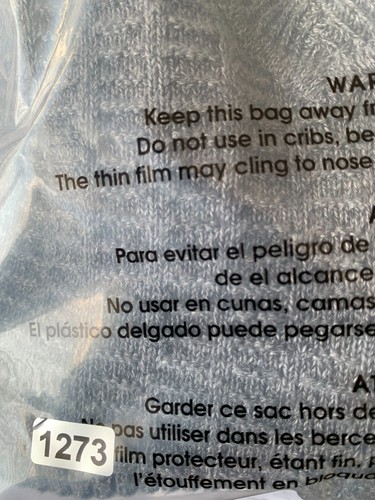 WAR
Keep this bag away fr
Do not use in cribs, be
The thin film may cling to nose
A
Para evitar el peligro de
de el alcance
No usar en cunas, camas
El plástico delgado puede pegarse
AT
Garder ce sac hors de
pas utiliser dans les berce
film protecteur, étant fin.
l'étouffement en bloqua
1273